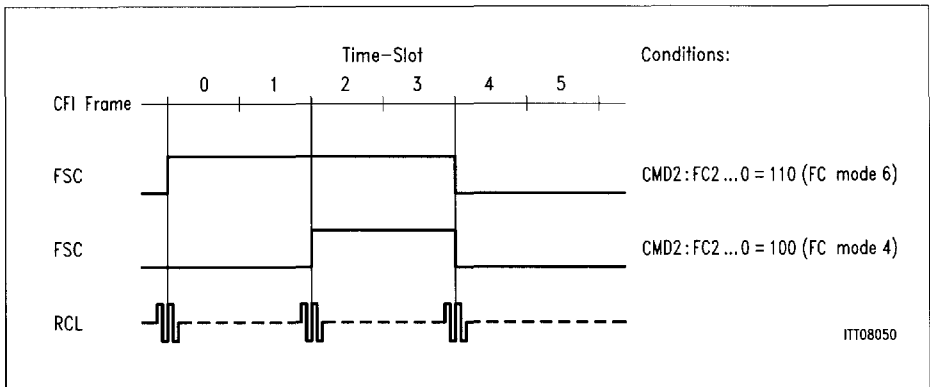 Time-Slot
Conditions:
0 1 2 3 4 5
CFI Frame
FSC
CMD2:FC2...0 = 110 (FC mode 6)
FSC
CMD2:FC2...0 = 100 (FC mode 4)
RCL
ITT08050